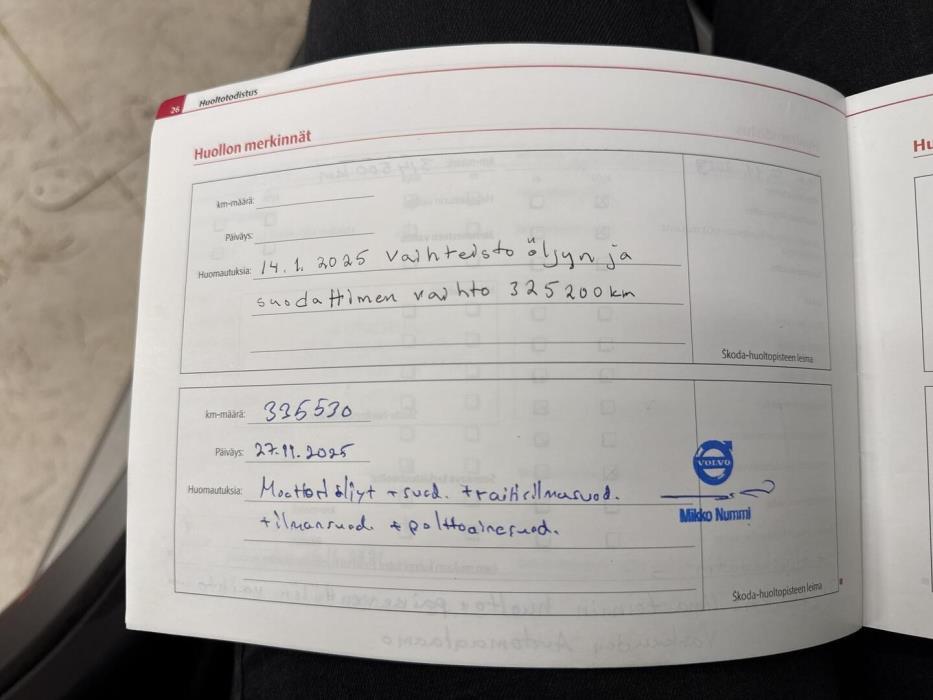 26 Huoltotodistus
Huollon merkinnät
km-määrä:
Päiväys:
Huomautuksia: 14.1.2025 Vaihteisto öljyn ja
suodattimen vaihto 325200km
Škoda-huoltopisteen leima
km-määrä: 335530
Päiväys: 27.11.2025
Huomautuksia: Moottoriöljyt + suod. + raitisilmasuod.
+ ilmansuod. + polttoainesuod.
VOLVO
Mikko Nummi
Škoda-huoltopisteen leima
Hu